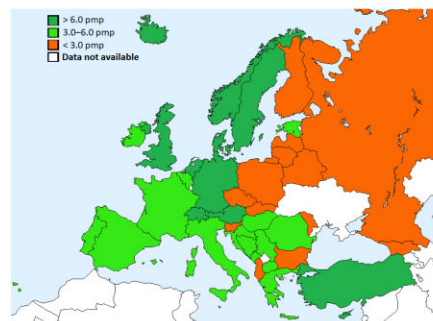 > 6.0 pmp
3.0–6.0 pmp
< 3.0 pmp
Data not available